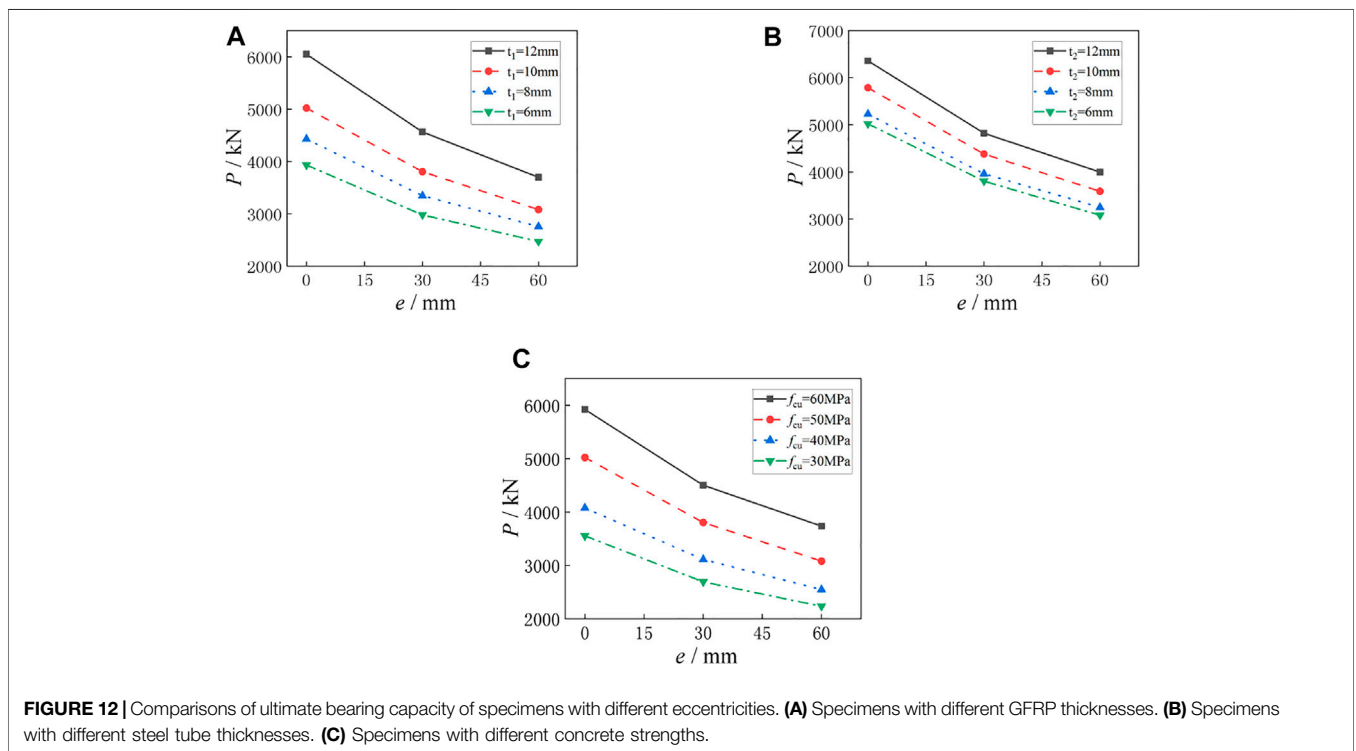 A
6000
5000
4000
3000
2000
P / kN
0 15 30 45 60
e / mm
t1=12mm
t1=10mm
t1=8mm
t1=6mm
B
7000
6000
5000
4000
3000
2000
P / kN
0 15 30 45 60
e / mm
t2=12mm
t2=10mm
t2=8mm
t2=6mm
C
6000
5000
4000
3000
2000
P / kN
0 15 30 45 60
e / mm
fcu=60MPa
fcu=50MPa
fcu=40MPa
fcu=30MPa
FIGURE 12 | Comparisons of ultimate bearing capacity of specimens with different eccentricities. (A) Specimens with different GFRP thicknesses. (B) Specimens
with different steel tube thicknesses. (C) Specimens with different concrete strengths.